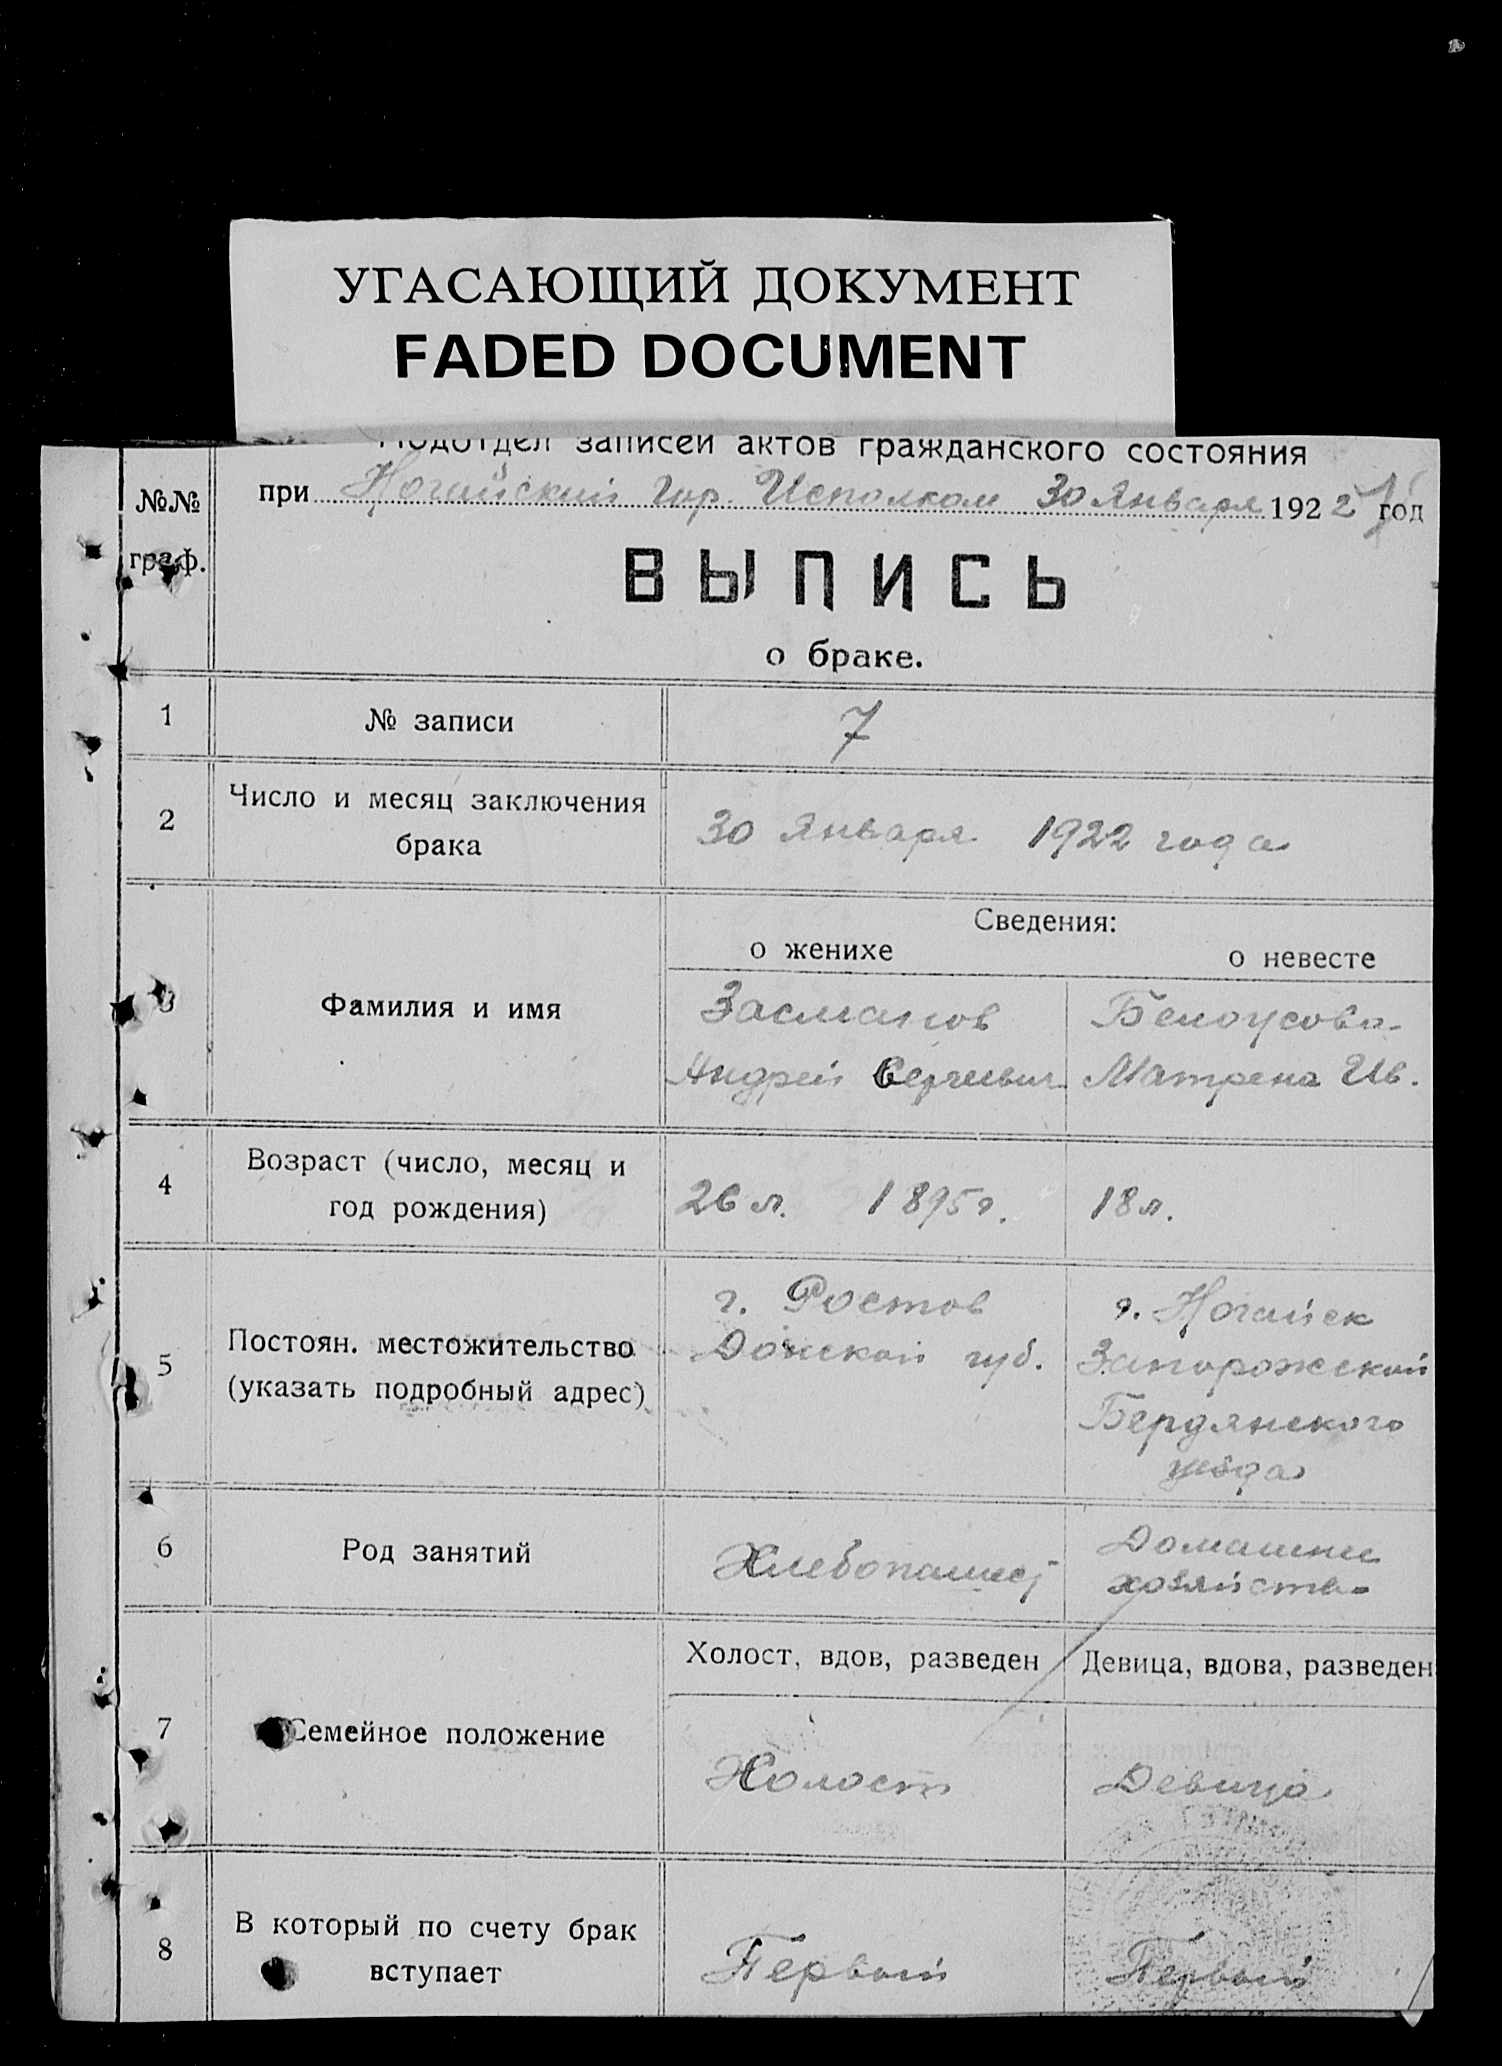 УГАСАЮЩИЙ ДОКУМЕНТ
FADED DOCUMENT
Подотдел записей актов гражданского состояния
№№ граф.
при Ногайский Гор. Исполком 30 Января 1922 год
ВЫПИСЬ
о браке.
1 № записи 7
2 Число и месяц заключения
брака
30 Января 1922 года
Сведения:
о женихе о невесте
3 Фамилия и имя
Засманов
Андрей Сергеевич
Белоусова
Матрена Ив.
4 Возраст (число, месяц и
год рождения)
26 л. 1895 г. 18 л.
5 Постоян. местожительство
(указать подробный адрес)
г. Ростов
Донской губ.
г. Ногайск
Запорожской
Бердянского
уезда
6 Род занятий
Хлебопашец
Домашнее
хозяйство
7 Семейное положение
Холост, вдов, разведен Девица, вдова, разведен
Холост Девица
8 В который по счету брак
вступает
Первый Первый